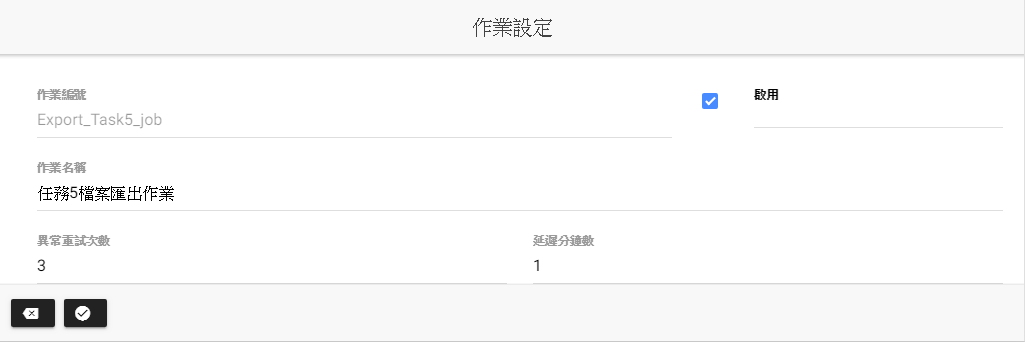 作業設定
作業編號
Export_Task5_job
啟用
作業名稱
任務5檔案匯出作業
異常重試次數
延遲分鐘數
3
1